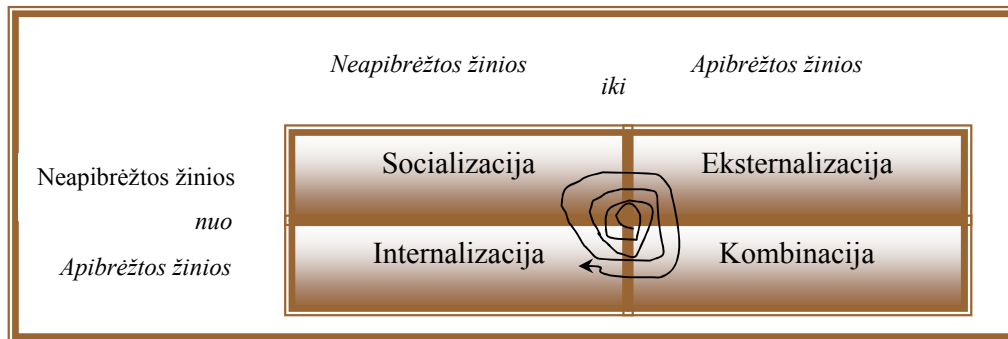 Neapibrėžtos žinios Apibrėžtos žinios
iki
Socializacija Eksternalizacija
Neapibrėžtos žinios
nuo
Internalizacija Kombinacija
Apibrėžtos žinios